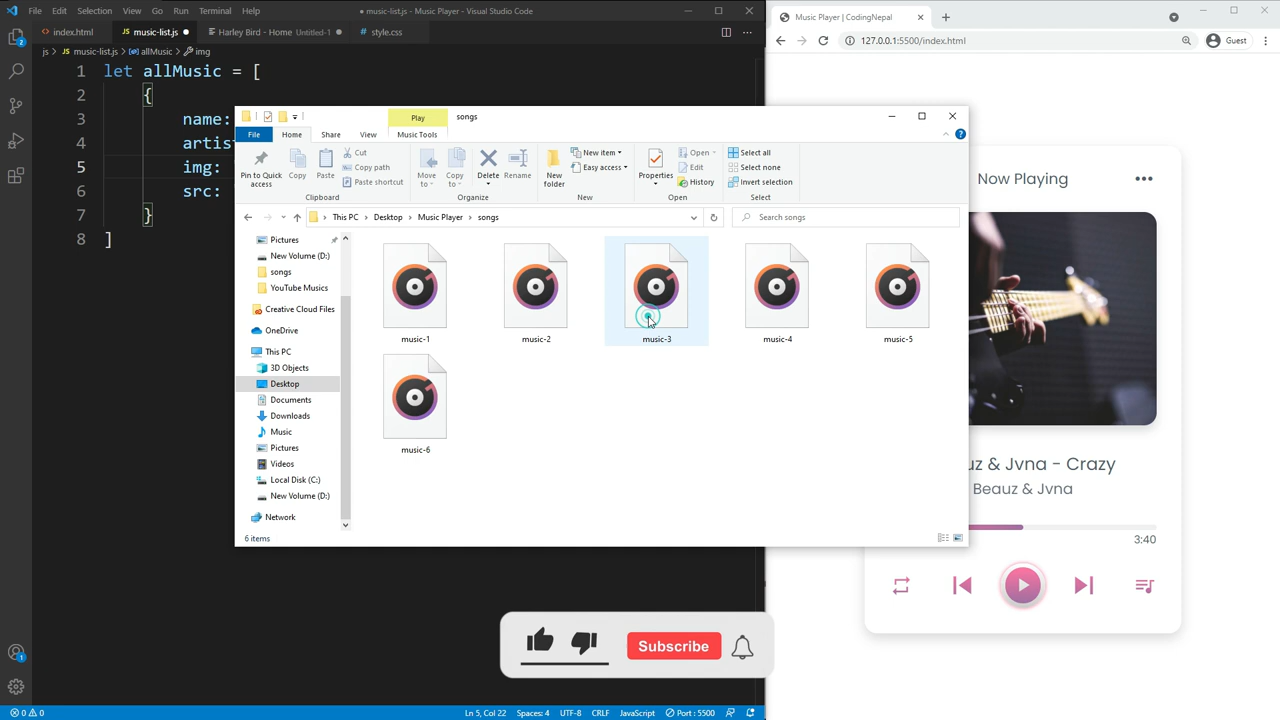 File Edit Selection View Go Run Terminal Help
● music-list.js - Music Player - Visual Studio Code
index.html
music-list.js
Harley Bird - Home Untitled-1
style.css
js > music-list.js > allMusic > img
1 let allMusic = [
2 {
3 name:
4 artis
5 img:
6 src:
7 }
8 ]
Play
songs
File Home Share View Music Tools
Pin to Quick access
Copy
Paste
Cut
Copy path
Paste shortcut
Clipboard
Move to
Copy to
Delete
Rename
Organize
New folder
New item
Easy access
New
Properties
Open
Edit
History
Open
Select all
Select none
Invert selection
Select
This PC > Desktop > Music Player > songs
Search songs
Pictures
New Volume (D:)
songs
YouTube Musics
Creative Cloud Files
OneDrive
This PC
3D Objects
Desktop
Documents
Downloads
Music
Pictures
Videos
Local Disk (C:)
New Volume (D:)
Network
music-1
music-2
music-3
music-4
music-5
music-6
6 items
Subscribe
2
1
0 0
Ln 5, Col 22 Spaces: 4 UTF-8 CRLF JavaScript Port : 5500
Music Player | CodingNepal
127.0.0.1:5500/index.html
Guest
Now Playing
uz & Jvna - Crazy
Beauz & Jvna
3:40